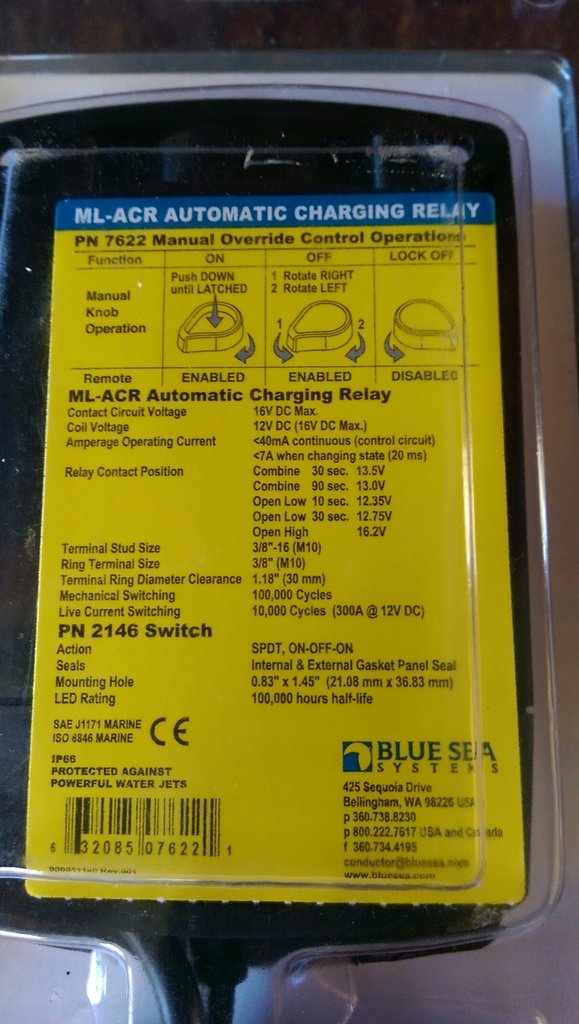 ML-ACR AUTOMATIC CHARGING RELAY
PN 7622 Manual Override Control Operations
Function ON OFF LOCK OFF
Manual Knob Operation
Push DOWN until LATCHED
1 Rotate RIGHT
2 Rotate LEFT
1 2
Remote ENABLED ENABLED DISABLED
ML-ACR Automatic Charging Relay
Contact Circuit Voltage 16V DC Max.
Coil Voltage 12V DC (16V DC Max.)
Amperage Operating Current <40mA continuous (control circuit)
<7A when changing state (20 ms)
Relay Contact Position Combine 30 sec. 13.5V
Combine 90 sec. 13.0V
Open Low 10 sec. 12.35V
Open Low 30 sec. 12.75V
Open High 16.2V
Terminal Stud Size 3/8"-16 (M10)
Ring Terminal Size 3/8" (M10)
Terminal Ring Diameter Clearance 1.18" (30 mm)
Mechanical Switching 100,000 Cycles
Live Current Switching 10,000 Cycles (300A @ 12V DC)
PN 2146 Switch
Action SPDT, ON-OFF-ON
Seals Internal & External Gasket Panel Seal
Mounting Hole 0.83" x 1.45" (21.08 mm x 36.83 mm)
LED Rating 100,000 hours half-life
SAE J1171 MARINE
ISO 8846 MARINE
CE
IP66
PROTECTED AGAINST
POWERFUL WATER JETS
6 32085 07622 1
BLUE SEA
SYSTEMS
425 Sequoia Drive
Bellingham, WA 98226 USA
p 360.738.8230
p 800.222.7617 USA and Canada
f 360.734.4195
conductor@bluesea.com
www.bluesea.com